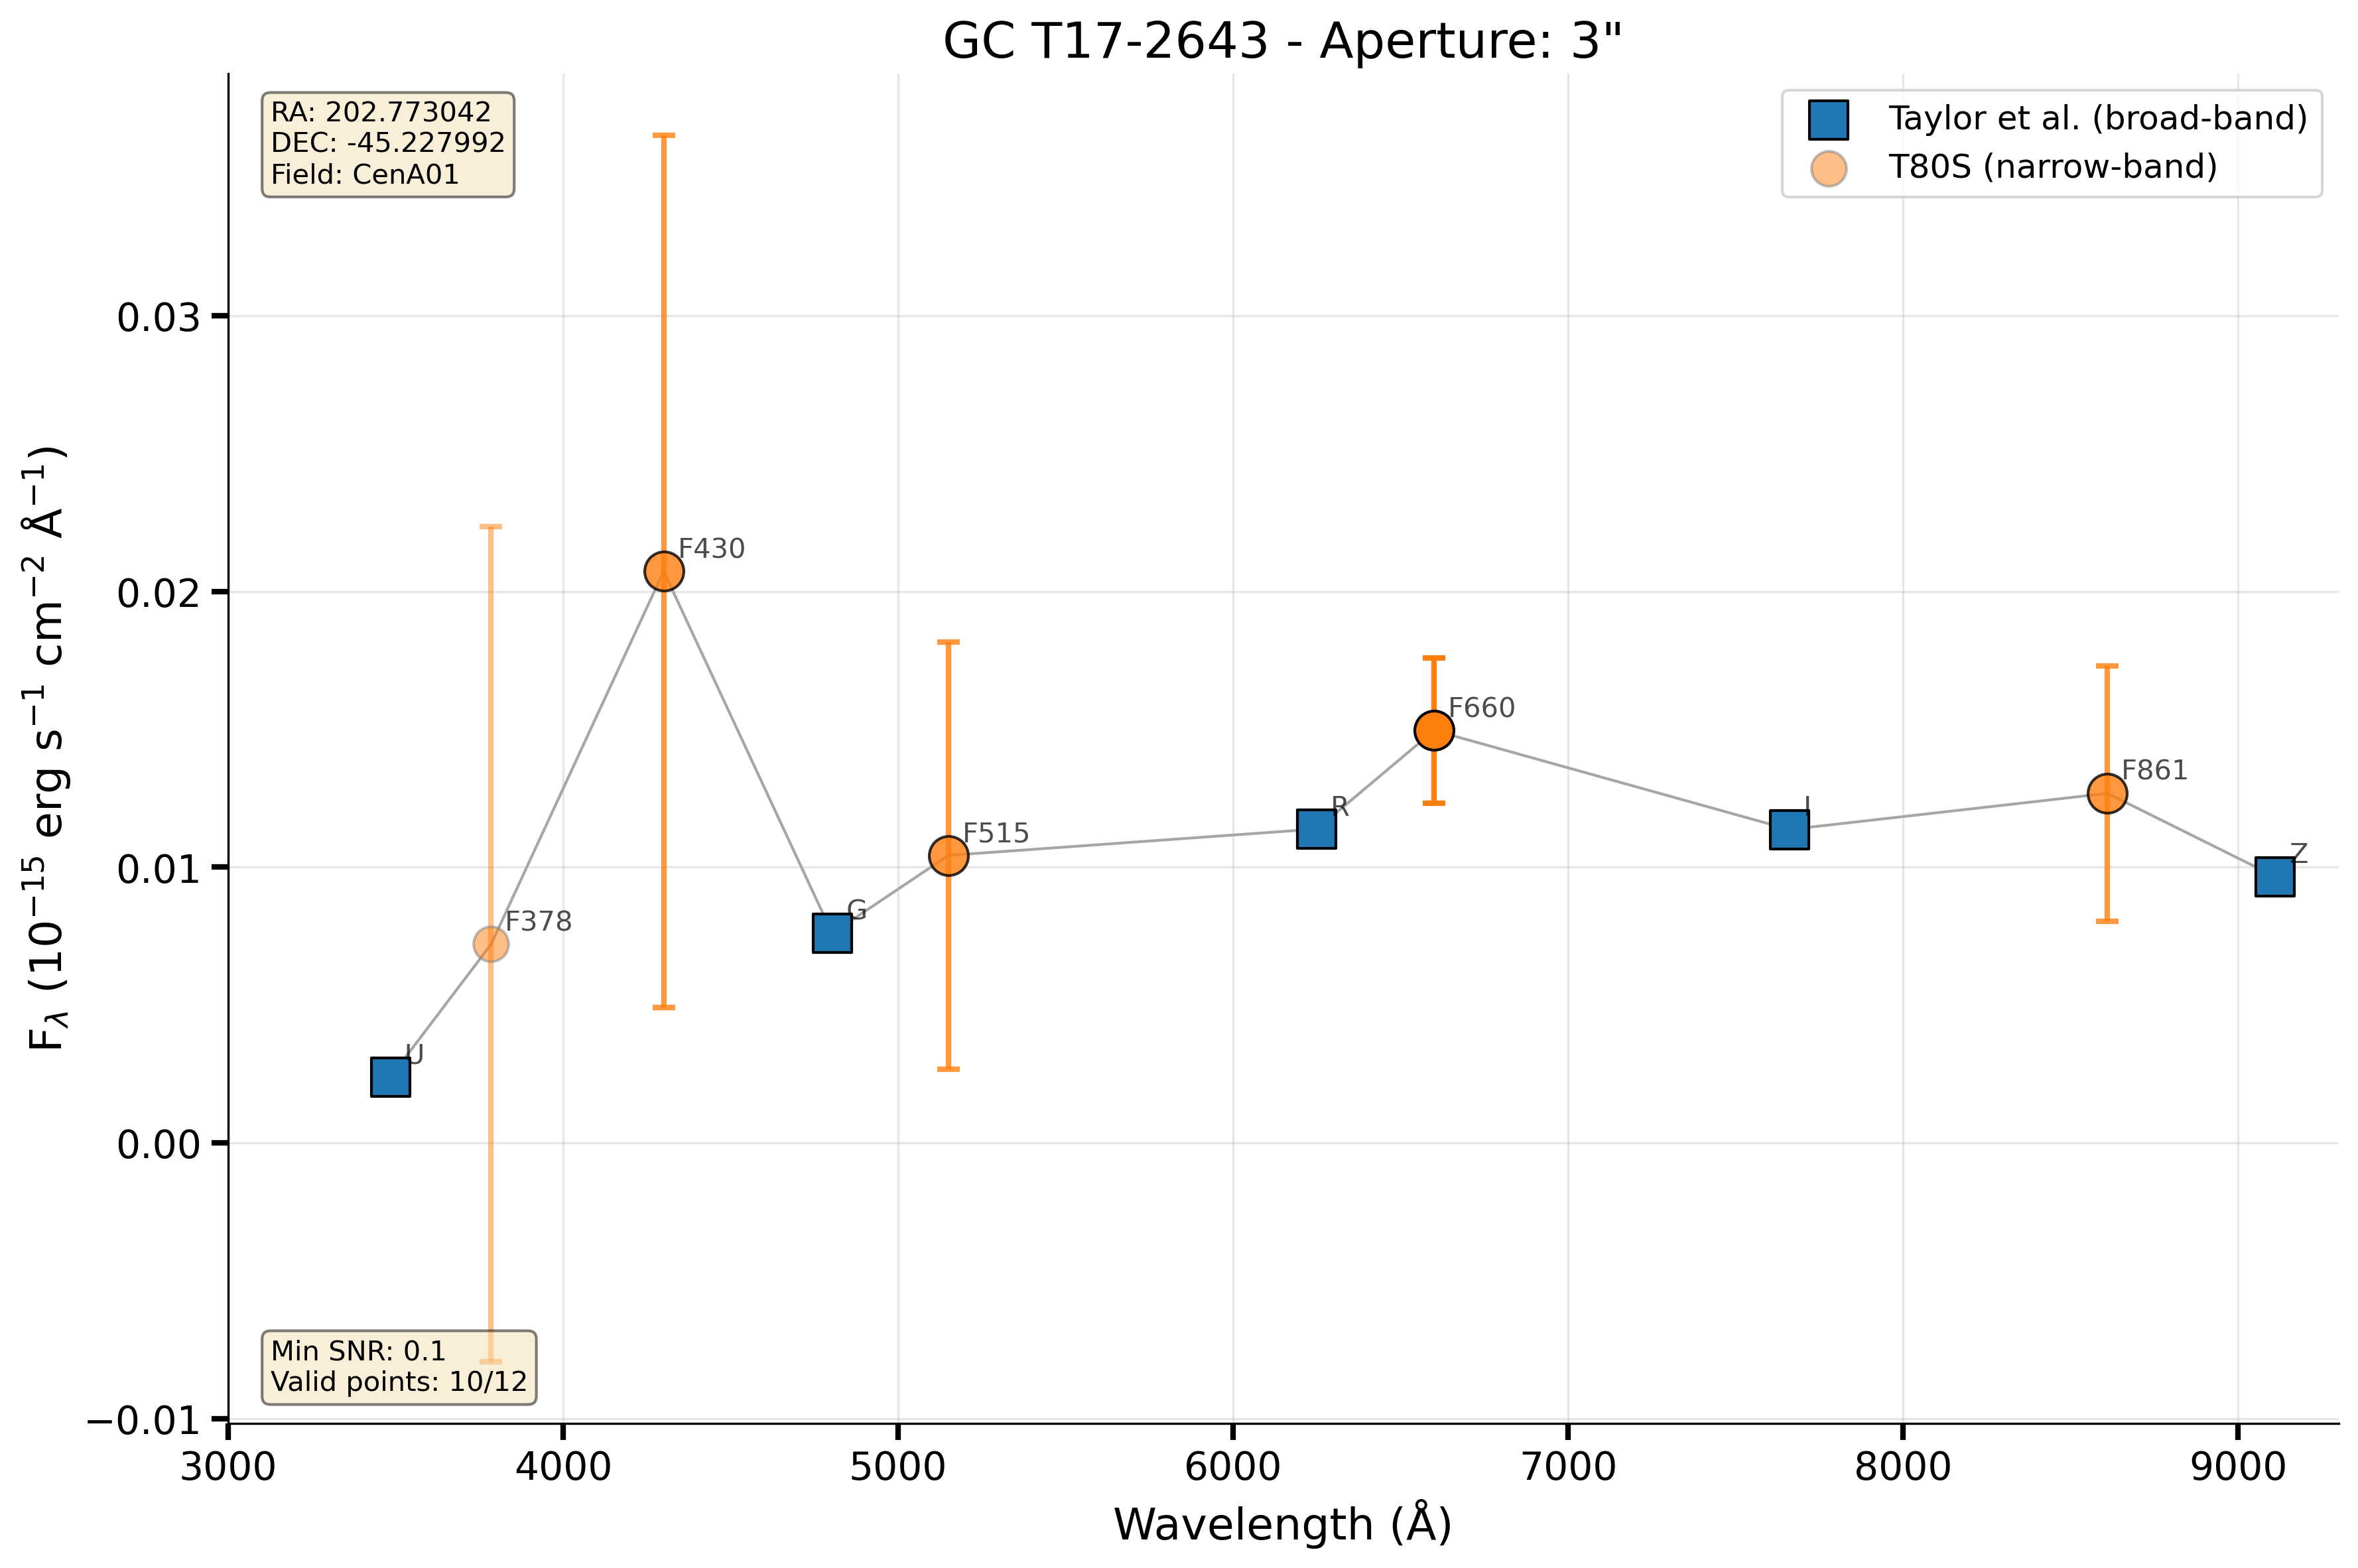 GC T17-2643 - Aperture: 3"
RA: 202.773042
DEC: -45.227992
Field: CenA01
Taylor et al. (broad-band)
T80S (narrow-band)
F_λ (10⁻¹⁵ erg s⁻¹ cm⁻² Å⁻¹)
0.03
0.02
0.01
0.00
−0.01
U
F378
F430
G
F515
R
F660
I
F861
Z
Min SNR: 0.1
Valid points: 10/12
3000 4000 5000 6000 7000 8000 9000
Wavelength (Å)